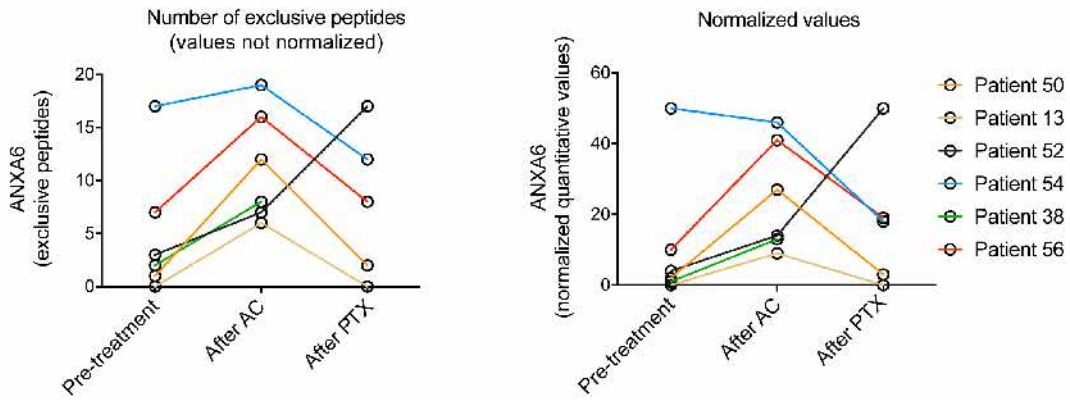 Number of exclusive peptides
(values not normalized)
ANXA6
(exclusive peptides)
20
15
10
5
0
Pre-treatment
After AC
After PTX
Normalized values
ANXA6
(normalized quantitative values)
60
40
20
0
Pre-treatment
After AC
After PTX
Patient 50
Patient 13
Patient 52
Patient 54
Patient 38
Patient 56